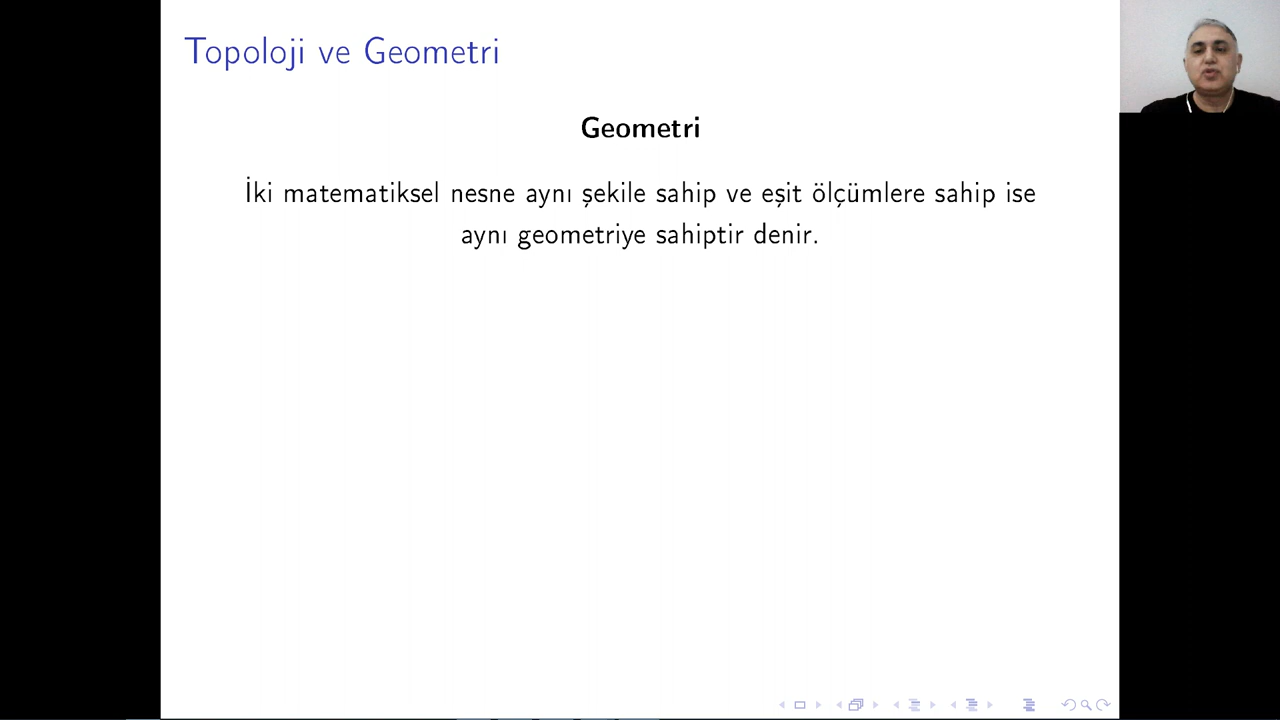 Topoloji ve Geometri
Geometri
İki matematiksel nesne aynı şekile sahip ve eşit ölçümlere sahip ise
aynı geometriye sahiptir denir.